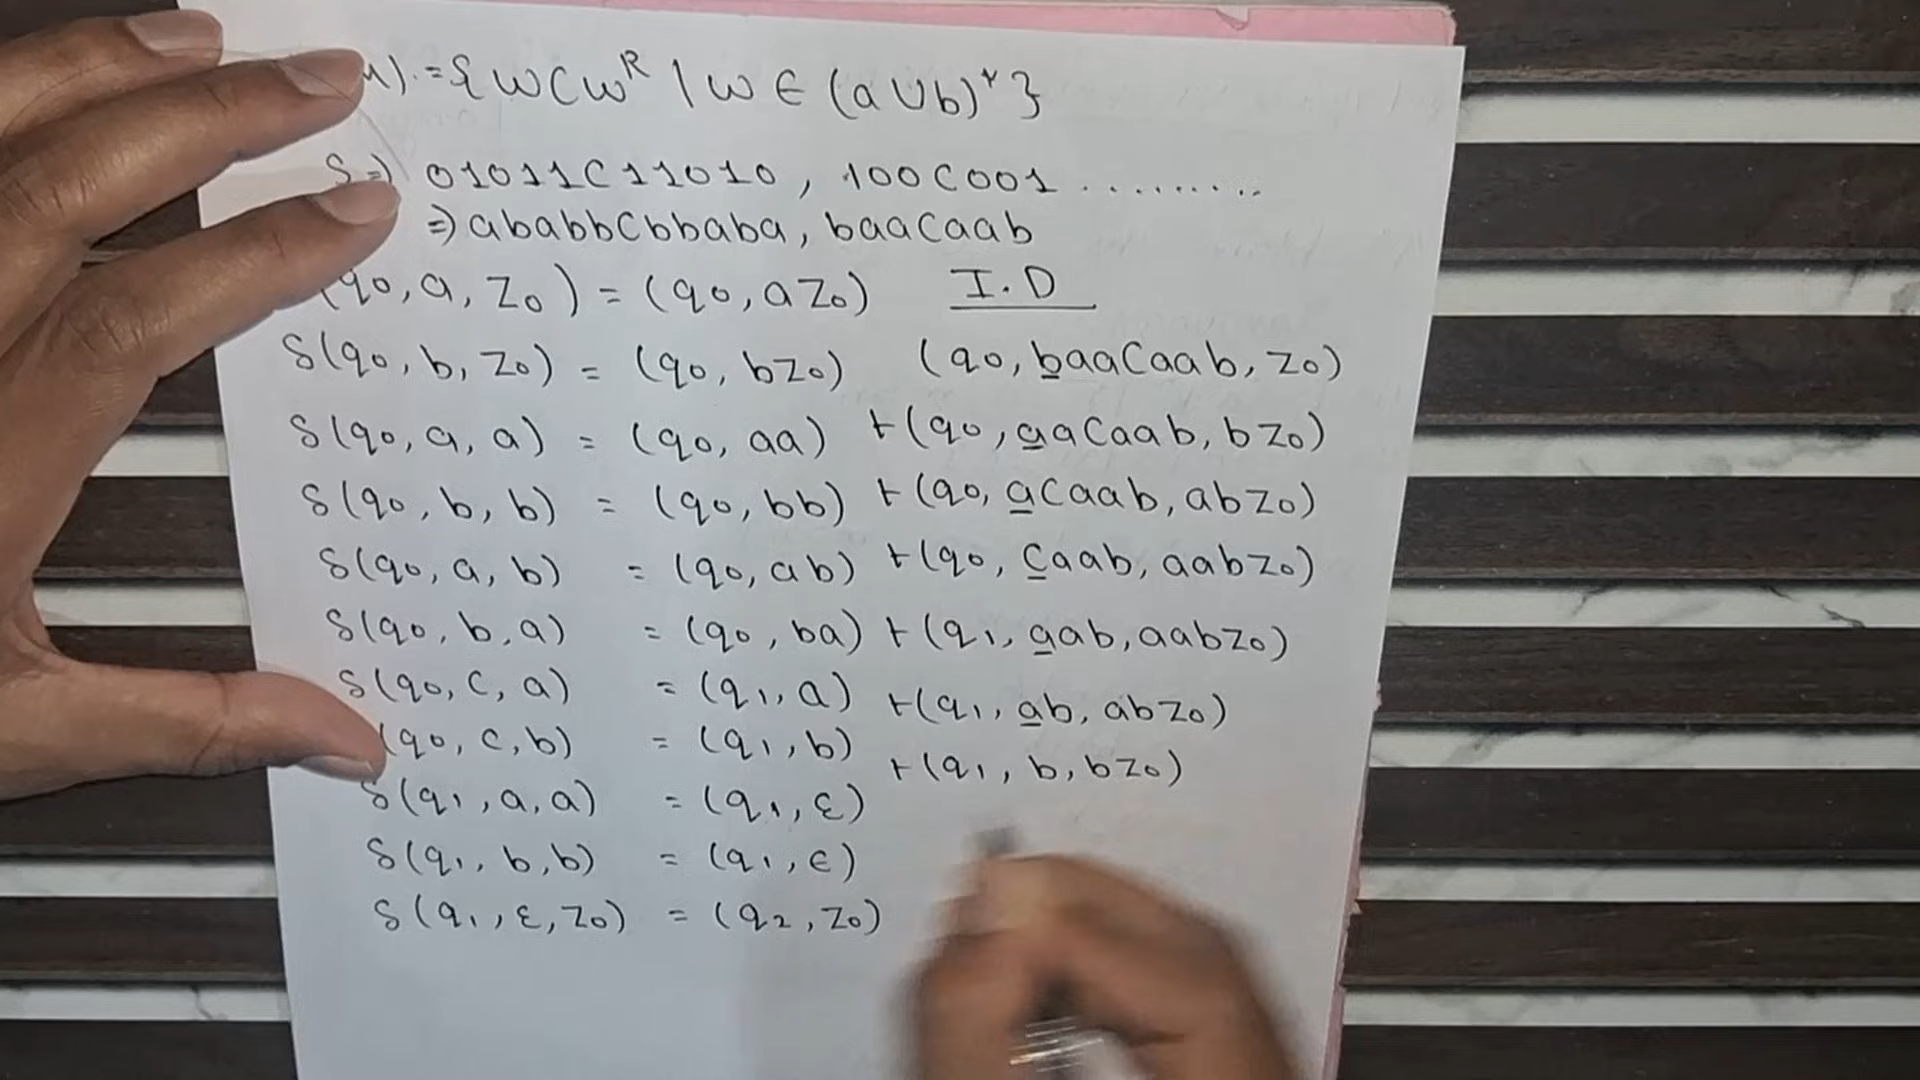 ) = { w c w^R | w ∈ (a ∪ b)^+ }
S ⇒ 01011C11010, 100C001 .........
⇒ ababbCbbaba, baaCaab
(q0, a, Z0) = (q0, aZ0) I.D
δ(q0, b, Z0) = (q0, bZ0) (q0, baaCaab, Z0)
δ(q0, a, a) = (q0, aa) ⊢ (q0, aaCaab, bZ0)
δ(q0, b, b) = (q0, bb) ⊢ (q0, aCaab, abZ0)
δ(q0, a, b) = (q0, ab) ⊢ (q0, Caab, aabZ0)
δ(q0, b, a) = (q0, ba) ⊢ (q1, aab, aabZ0)
δ(q0, c, a) = (q1, a) ⊢ (q1, ab, abZ0)
(q0, c, b) = (q1, b) ⊢ (q1, b, bZ0)
δ(q1, a, a) = (q1, ε)
δ(q1, b, b) = (q1, ε)
δ(q1, ε, Z0) = (q2, Z0)